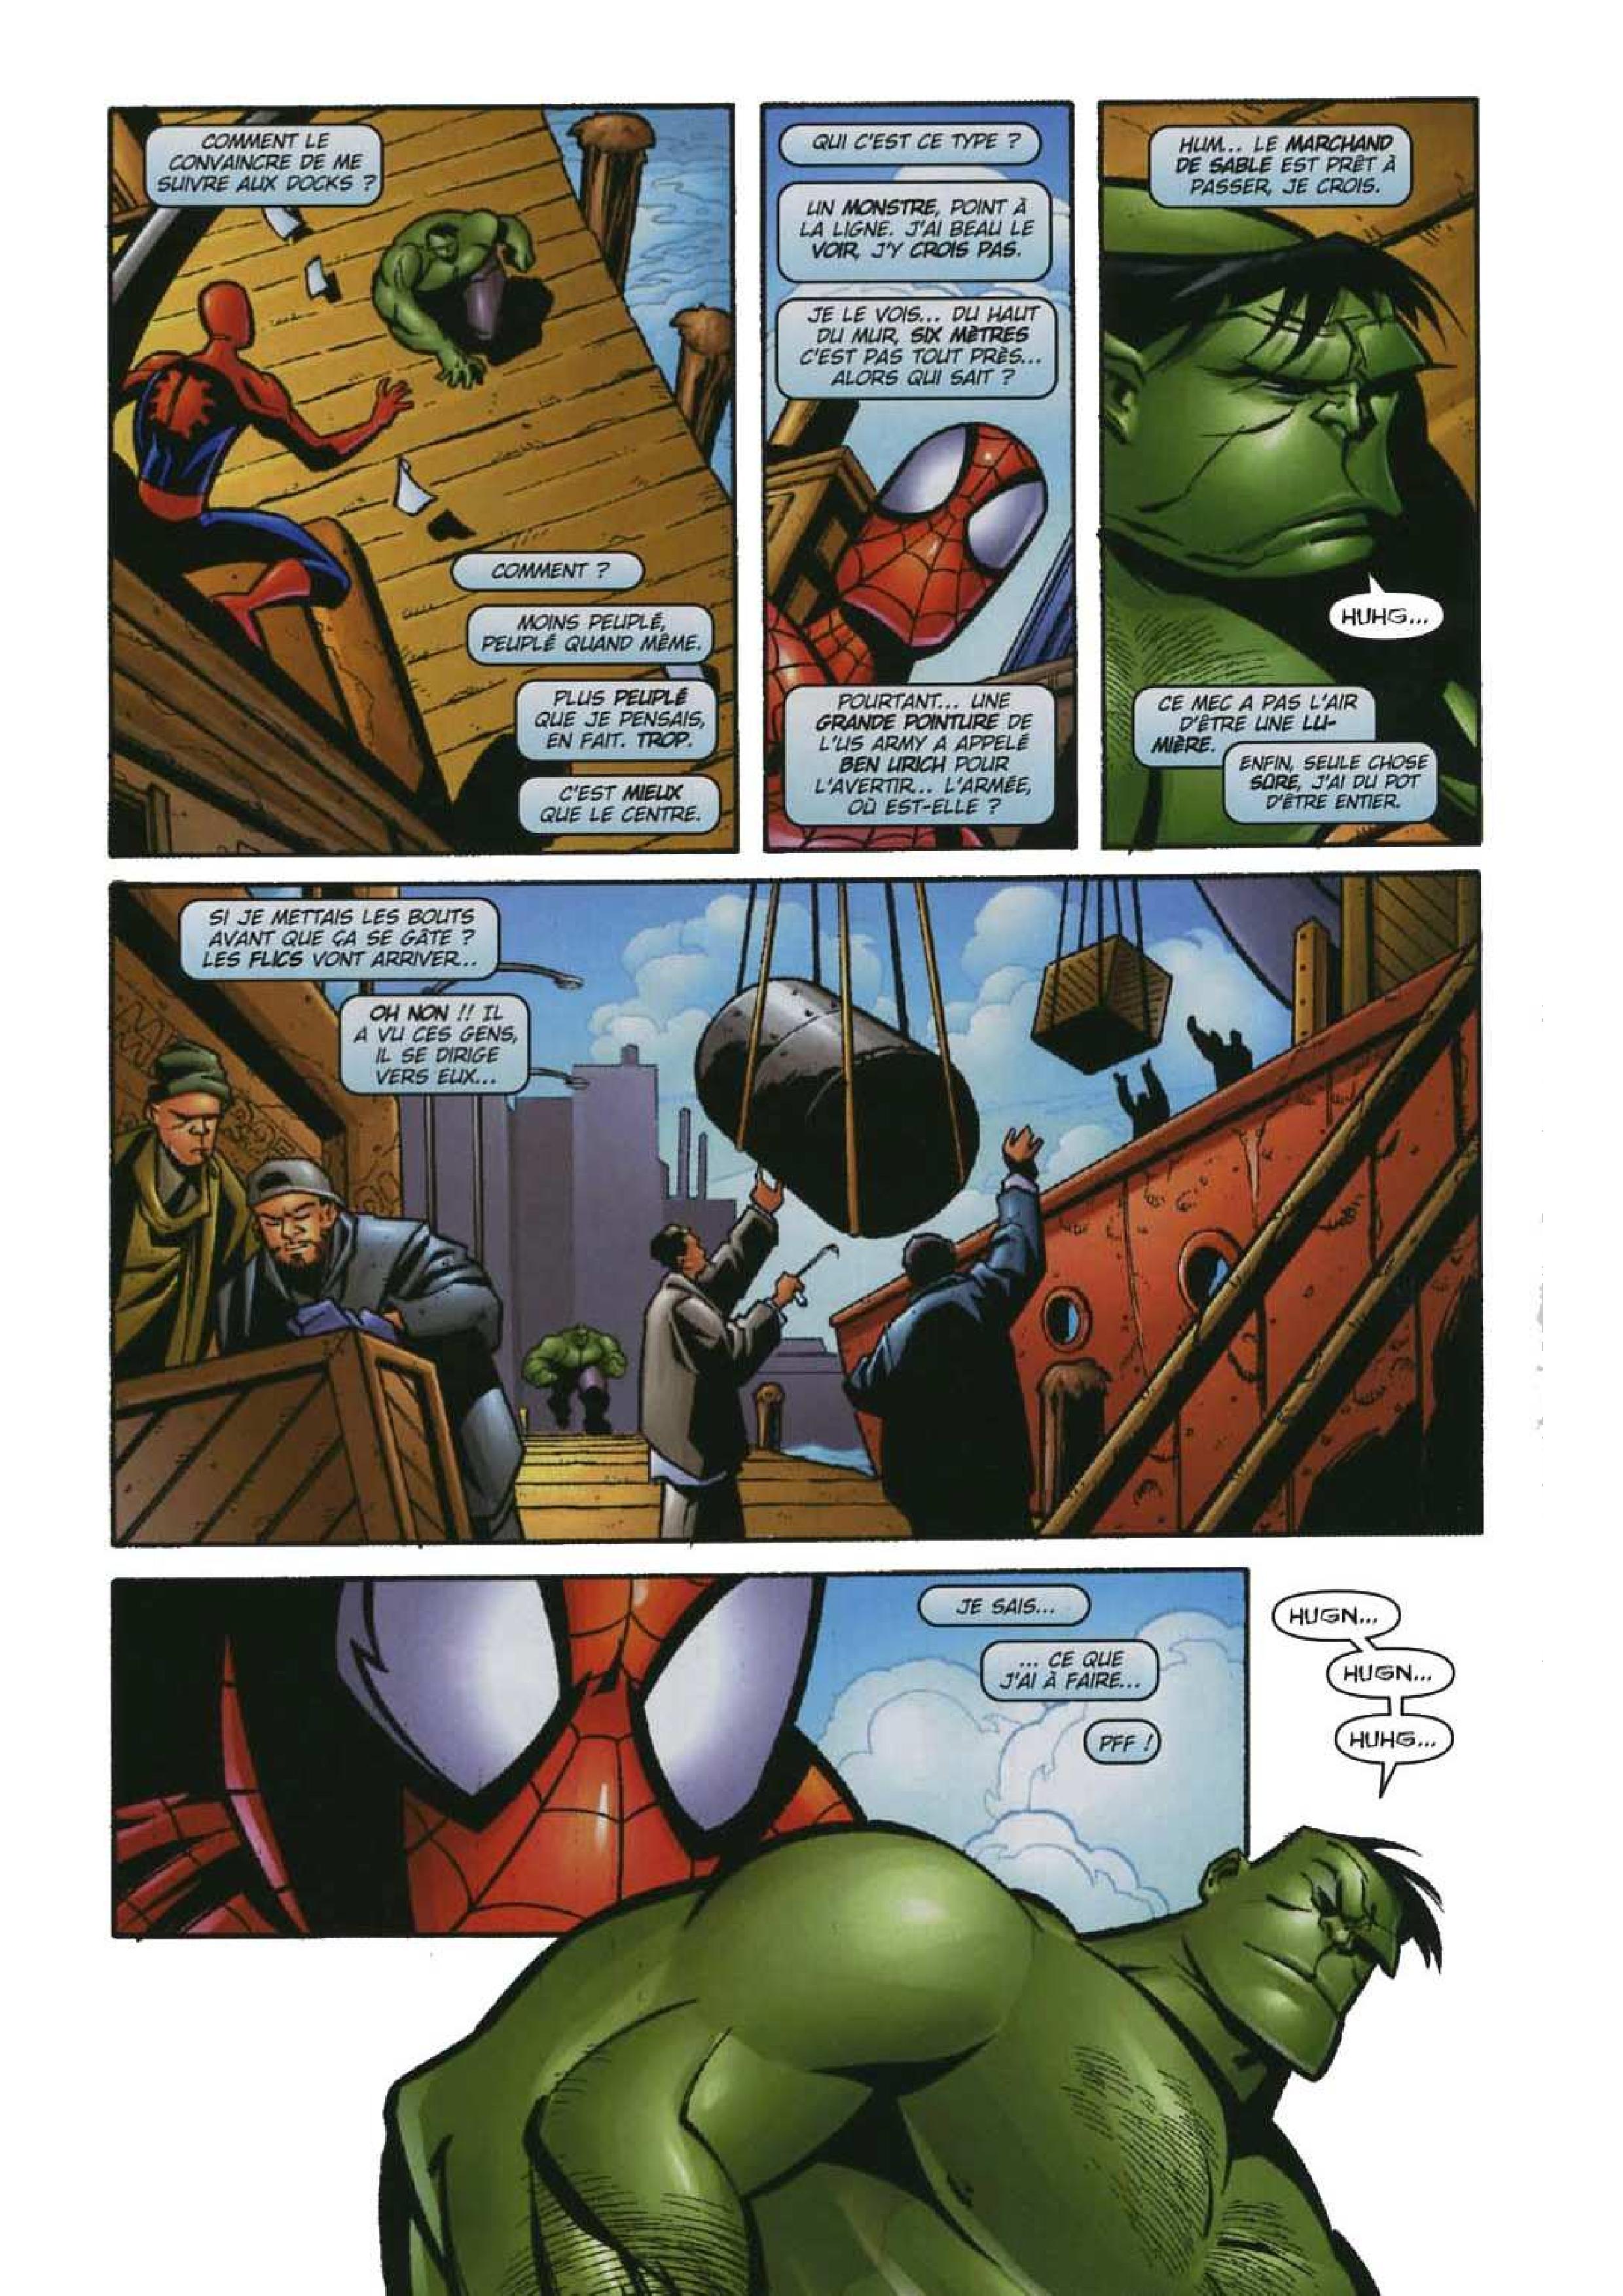 COMMENT LE
CONVAINCRE DE ME
SUIVRE AUX DOCKS ?
COMMENT ?
MOINS PEUPLÉ,
PEUPLÉ QUAND MÊME.
PLUS PEUPLÉ
QUE JE PENSAIS,
EN FAIT. TROP.
C'EST MIEUX
QUE LE CENTRE.
QUI C'EST CE TYPE ?
UN MONSTRE, POINT À
LA LIGNE. J'AI BEAU LE
VOIR, J'Y CROIS PAS.
JE LE VOIS... DU HAUT
DU MUR, SIX MÈTRES
C'EST PAS TOUT PRÈS...
ALORS QUI SAIT ?
POURTANT... UNE
GRANDE POINTURE DE
L'US ARMY A APPELÉ
BEN URICH POUR
L'AVERTIR... L'ARMÉE,
OÙ EST-ELLE ?
HUM... LE MARCHAND
DE SABLE EST PRÊT À
PASSER, JE CROIS.
HUHG...
CE MEC A PAS L'AIR
D'ÊTRE UNE LU-
MIÈRE.
ENFIN, SEULE CHOSE
SÛRE, J'AI DU POT
D'ÊTRE ENTIER.
SI JE METTAIS LES BOUTS
AVANT QUE ÇA SE GÂTE ?
LES FLICS VONT ARRIVER...
OH NON !! IL
A VU CES GENS,
IL SE DIRIGE
VERS EUX...
JE SAIS...
... CE QUE
J'AI À FAIRE...
PFF !
HUGN...
HUGN...
HUHG...